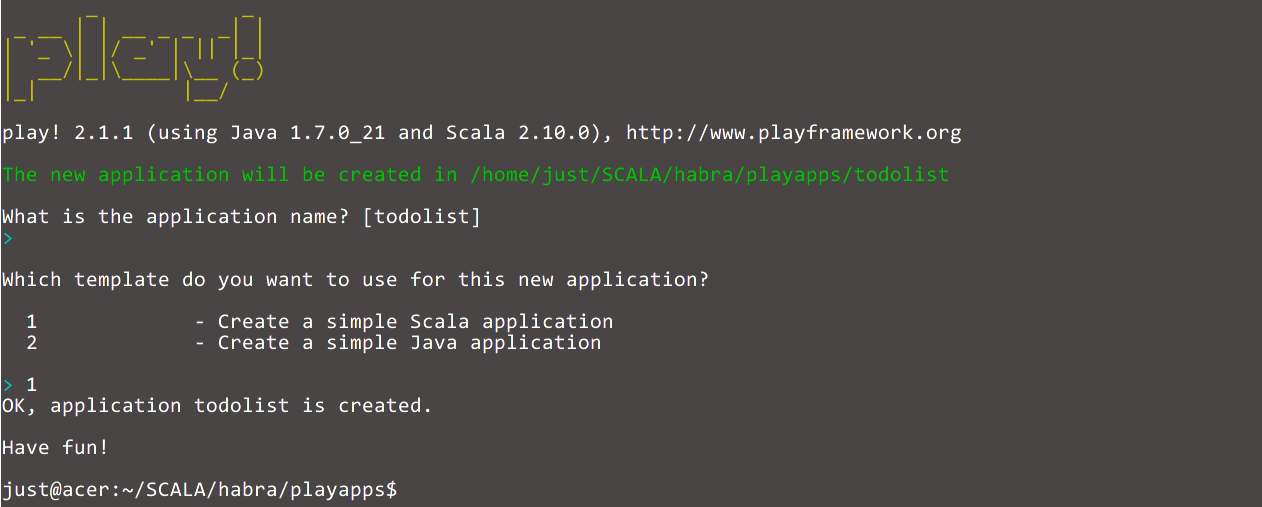 play!
play! 2.1.1 (using Java 1.7.0_21 and Scala 2.10.0), http://www.playframework.org
The new application will be created in /home/just/SCALA/habra/playapps/todolist
What is the application name? [todolist]
>
Which template do you want to use for this new application?
1 - Create a simple Scala application
2 - Create a simple Java application
> 1
OK, application todolist is created.
Have fun!
just@acer:~/SCALA/habra/playapps$